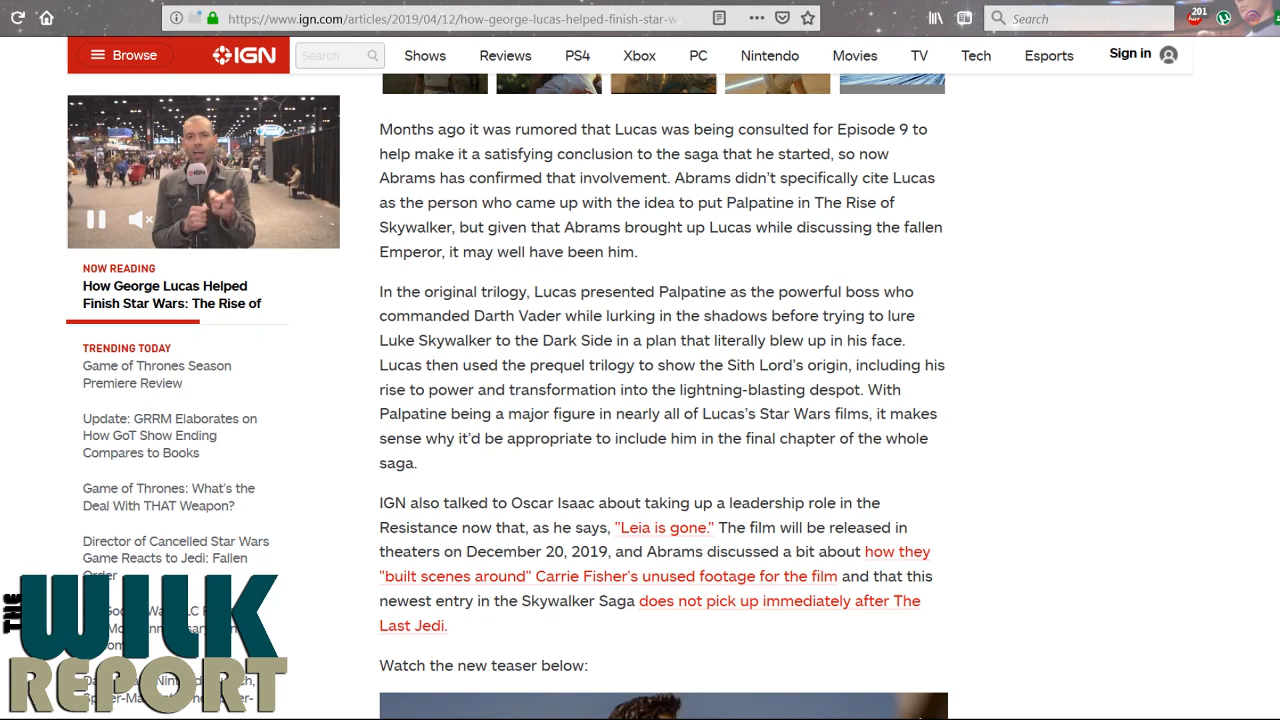 https://www.ign.com/articles/2019/04/12/how-george-lucas-helped-finish-star-w
Search
201
Browse
IGN
Search
Shows
Reviews
PS4
Xbox
PC
Nintendo
Movies
TV
Tech
Esports
Sign in
IGN
NOW READING
How George Lucas Helped
Finish Star Wars: The Rise of
TRENDING TODAY
Game of Thrones Season
Premiere Review
Update: GRRM Elaborates on
How GoT Show Ending
Compares to Books
Game of Thrones: What's the
Deal With THAT Weapon?
Director of Cancelled Star Wars
Game Reacts to Jedi: Fallen
Order
THE WILK
REPORT
Months ago it was rumored that Lucas was being consulted for Episode 9 to
help make it a satisfying conclusion to the saga that he started, so now
Abrams has confirmed that involvement. Abrams didn't specifically cite Lucas
as the person who came up with the idea to put Palpatine in The Rise of
Skywalker, but given that Abrams brought up Lucas while discussing the fallen
Emperor, it may well have been him.
In the original trilogy, Lucas presented Palpatine as the powerful boss who
commanded Darth Vader while lurking in the shadows before trying to lure
Luke Skywalker to the Dark Side in a plan that literally blew up in his face.
Lucas then used the prequel trilogy to show the Sith Lord's origin, including his
rise to power and transformation into the lightning-blasting despot. With
Palpatine being a major figure in nearly all of Lucas's Star Wars films, it makes
sense why it'd be appropriate to include him in the final chapter of the whole
saga.
IGN also talked to Oscar Isaac about taking up a leadership role in the
Resistance now that, as he says, "Leia is gone." The film will be released in
theaters on December 20, 2019, and Abrams discussed a bit about how they
"built scenes around" Carrie Fisher's unused footage for the film and that this
newest entry in the Skywalker Saga does not pick up immediately after The
Last Jedi.
Watch the new teaser below: